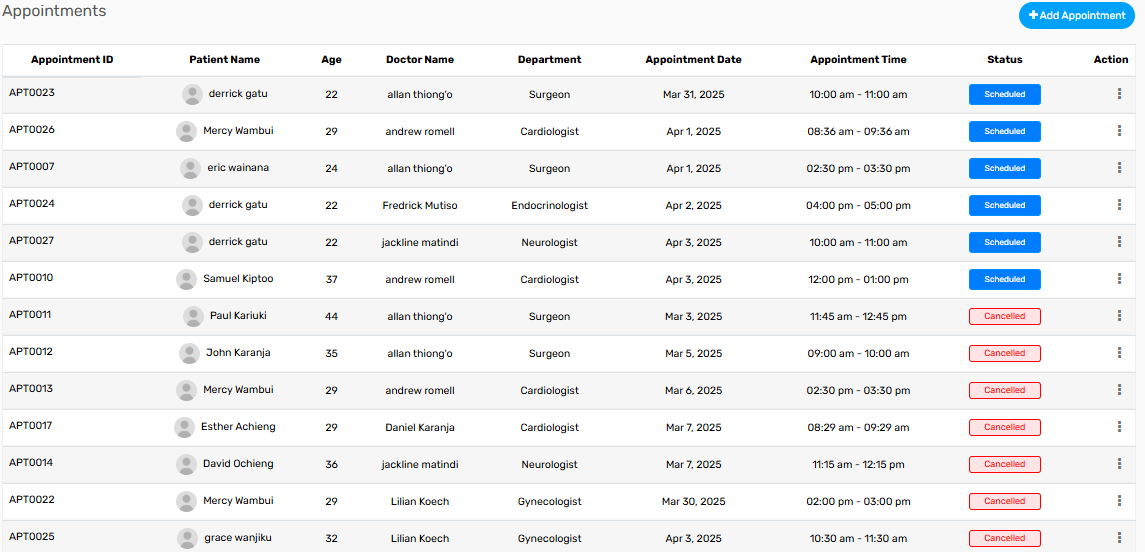 Appointments
Add Appointment
Appointment ID Patient Name Age Doctor Name Department Appointment Date Appointment Time Status Action
APT0023 derrick gatu 22 allan thiong'o Surgeon Mar 31, 2025 10:00 am - 11:00 am Scheduled
APT0026 Mercy Wambui 29 andrew romell Cardiologist Apr 1, 2025 08:36 am - 09:36 am Scheduled
APT0007 eric wainana 24 allan thiong'o Surgeon Apr 1, 2025 02:30 pm - 03:30 pm Scheduled
APT0024 derrick gatu 22 Fredrick Mutiso Endocrinologist Apr 2, 2025 04:00 pm - 05:00 pm Scheduled
APT0027 derrick gatu 22 jackline matindi Neurologist Apr 3, 2025 10:00 am - 11:00 am Scheduled
APT0010 Samuel Kiptoo 37 andrew romell Cardiologist Apr 3, 2025 12:00 pm - 01:00 pm Scheduled
APT0011 Paul Kariuki 44 allan thiong'o Surgeon Mar 3, 2025 11:45 am - 12:45 pm Cancelled
APT0012 John Karanja 35 allan thiong'o Surgeon Mar 5, 2025 09:00 am - 10:00 am Cancelled
APT0013 Mercy Wambui 29 andrew romell Cardiologist Mar 6, 2025 02:30 pm - 03:30 pm Cancelled
APT0017 Esther Achieng 29 Daniel Karanja Cardiologist Mar 7, 2025 08:29 am - 09:29 am Cancelled
APT0014 David Ochieng 36 jackline matindi Neurologist Mar 7, 2025 11:15 am - 12:15 pm Cancelled
APT0022 Mercy Wambui 29 Lilian Koech Gynecologist Mar 30, 2025 02:00 pm - 03:00 pm Cancelled
APT0025 grace wanjiku 32 Lilian Koech Gynecologist Apr 3, 2025 10:30 am - 11:30 am Cancelled